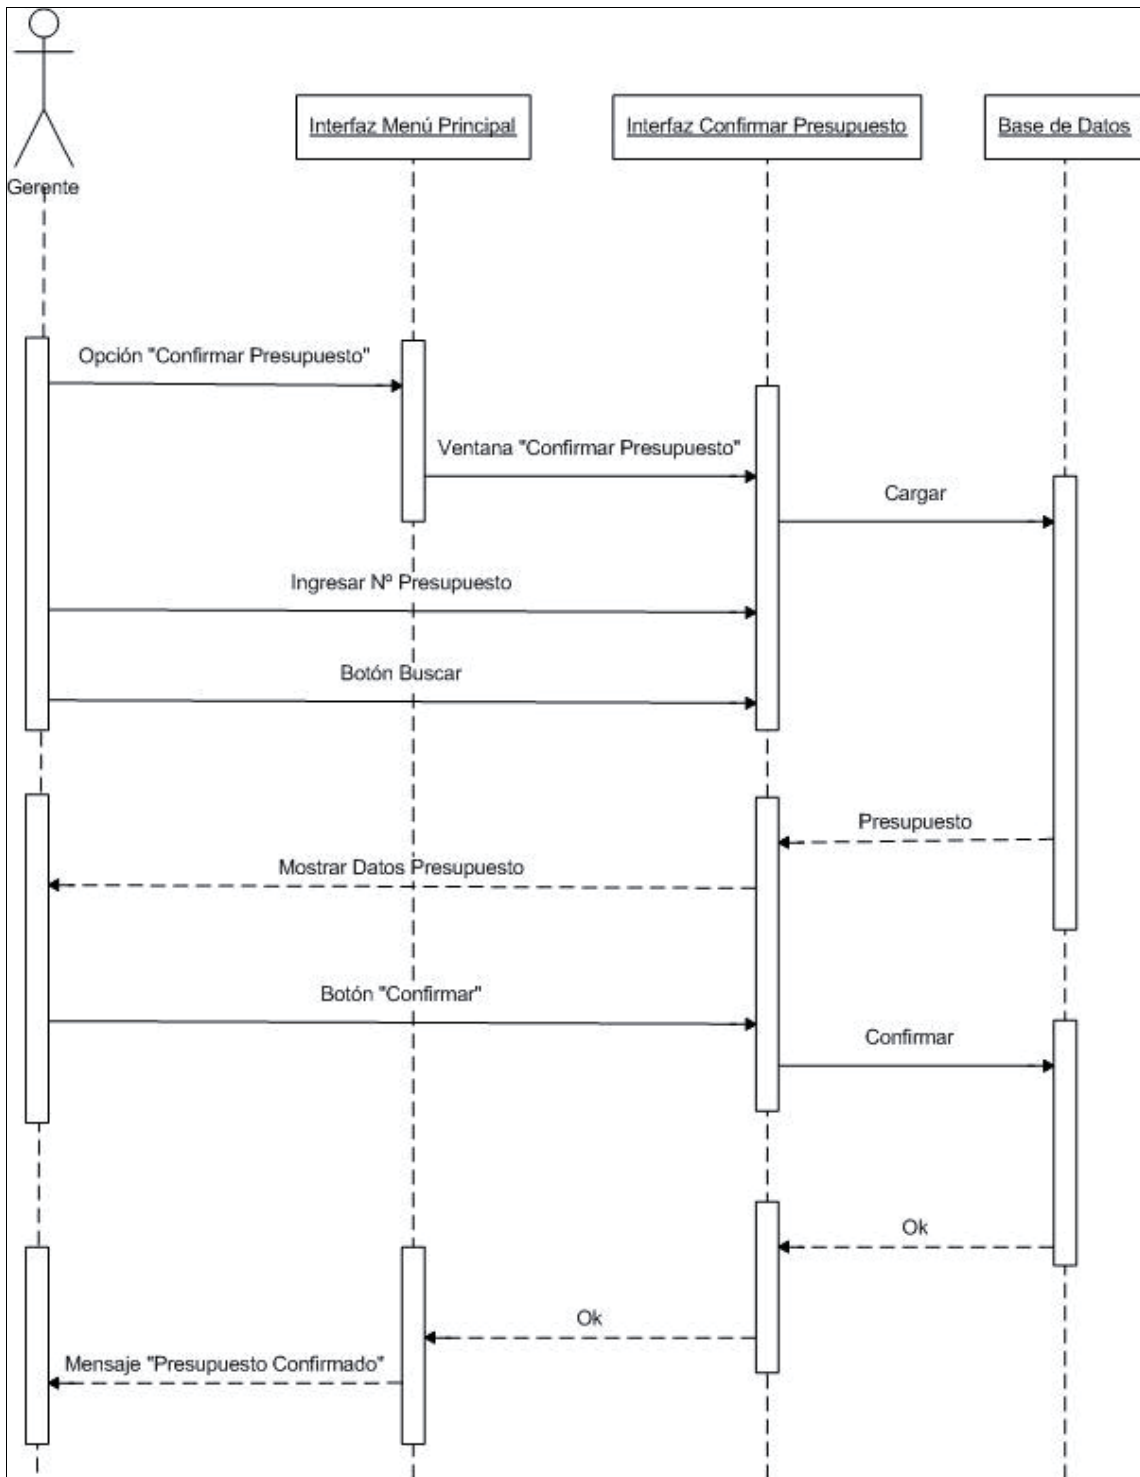 Interfaz Menú Principal
Interfaz Confirmar Presupuesto
Base de Datos
Gerente
Opción "Confirmar Presupuesto"
Ventana "Confirmar Presupuesto"
Cargar
Ingresar Nº Presupuesto
Botón Buscar
Presupuesto
Mostrar Datos Presupuesto
Botón "Confirmar"
Confirmar
Ok
Ok
Mensaje "Presupuesto Confirmado"